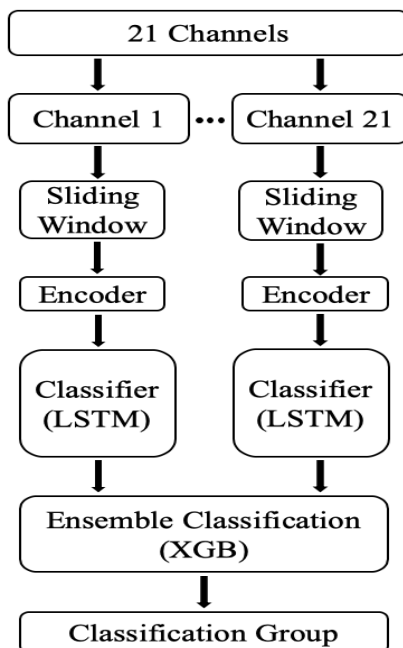 21 Channels
Channel 1 ... Channel 21
Sliding
Window
Sliding
Window
Encoder
Encoder
Classifier
(LSTM)
Classifier
(LSTM)
Ensemble Classification
(XGB)
Classification Group